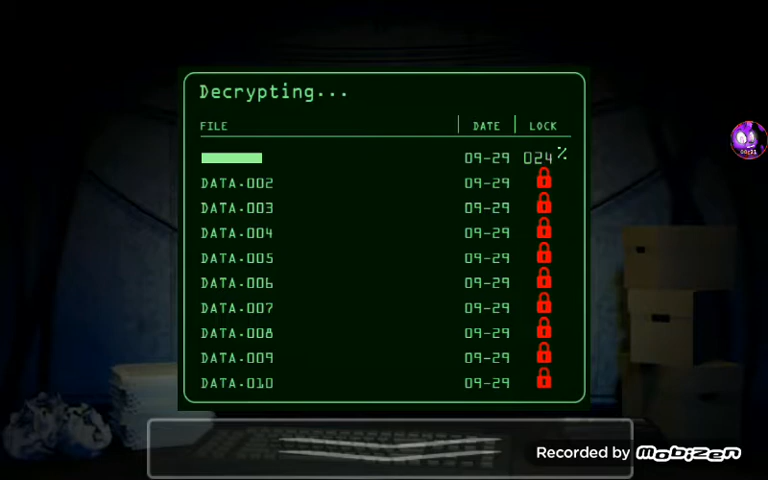 Decrypting...
FILE DATE LOCK
09-29 024%
DATA.002 09-29
DATA.003 09-29
DATA.004 09-29
DATA.005 09-29
DATA.006 09-29
DATA.007 09-29
DATA.008 09-29
DATA.009 09-29
DATA.010 09-29
Recorded by Mobizen